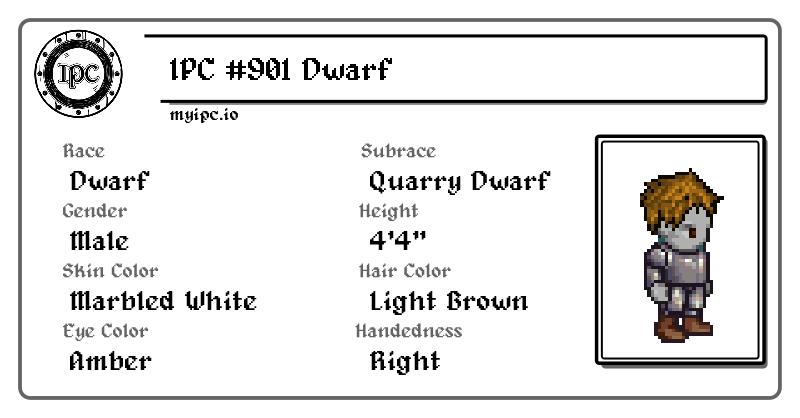 IPC
IPC #901 Dwarf
myipc.io
Race
Dwarf
Subrace
Quarry Dwarf
Gender
Male
Height
4'4"
Skin Color
Marbled White
Hair Color
Light Brown
Eye Color
Amber
Handedness
Right